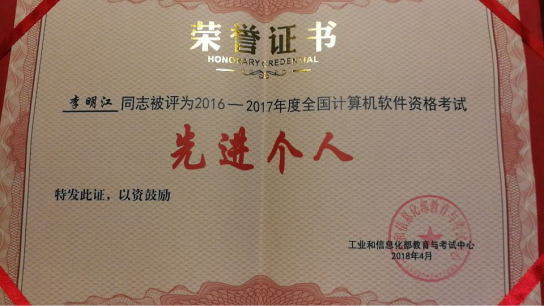 荣誉证书
HONORARY CREDENTIAL
李明江 同志被评为2016—2017年度全国计算机软件资格考试
先进个人
特发此证，以资鼓励
工业和信息化部教育与考试中心
2018年4月